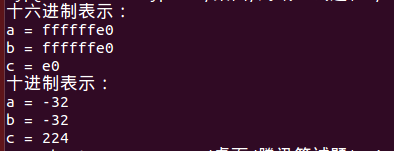 十六进制表示：
a = ffffffe0
b = ffffffe0
c = e0
十进制表示：
a = -32
b = -32
c = 224